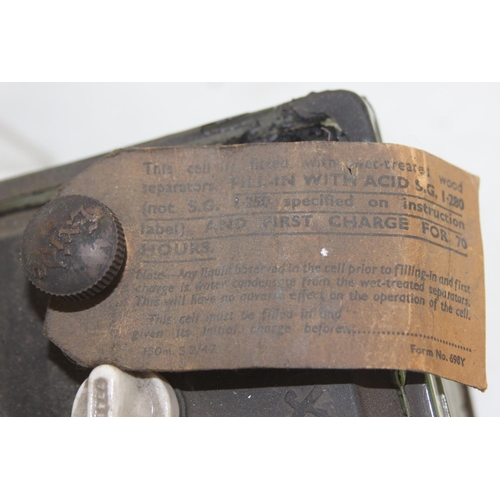 This cell is fitted with wet-treated wood
separators. FILL-IN WITH ACID S.G. 1·280
(not S.G. 1·250 specified on instruction
label), AND FIRST CHARGE FOR 70
HOURS.
Note—Any liquid observed in the cell prior to filling-in and first
charge is water condensate from the wet-treated separators.
This will have no adverse effect, on the operation of the cell.
This cell must be filled-in and
given its initial charge before
Form No. 698Y